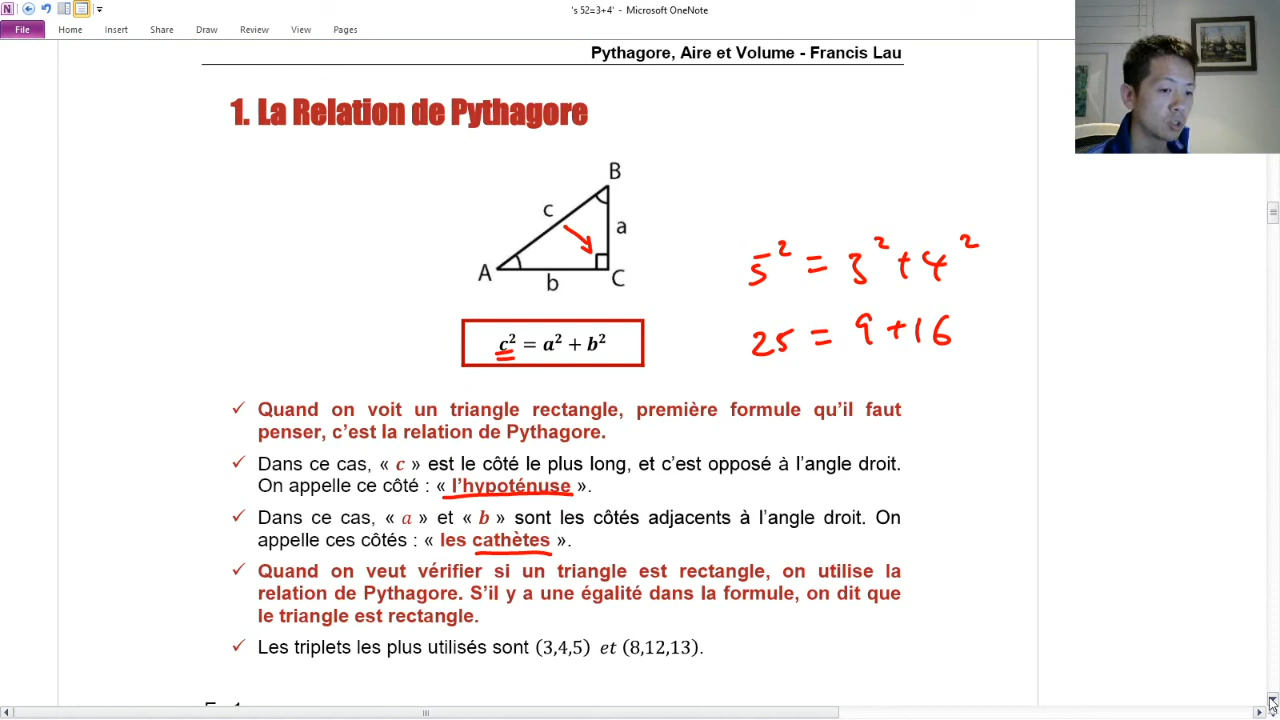 's 52=3+4' - Microsoft OneNote
File Home Insert Share Draw Review View Pages
Pythagore, Aire et Volume - Francis Lau
1. La Relation de Pythagore
B
c
a
A
b
C
5² = 3² + 4²
25 = 9 + 16
c² = a² + b²
✓ Quand on voit un triangle rectangle, première formule qu'il faut
penser, c'est la relation de Pythagore.
✓ Dans ce cas, « c » est le côté le plus long, et c'est opposé à l'angle droit.
On appelle ce côté : « l'hypoténuse ».
✓ Dans ce cas, « a » et « b » sont les côtés adjacents à l'angle droit. On
appelle ces côtés : « les cathètes ».
✓ Quand on veut vérifier si un triangle est rectangle, on utilise la
relation de Pythagore. S'il y a une égalité dans la formule, on dit que
le triangle est rectangle.
✓ Les triplets les plus utilisés sont (3,4,5) et (8,12,13).